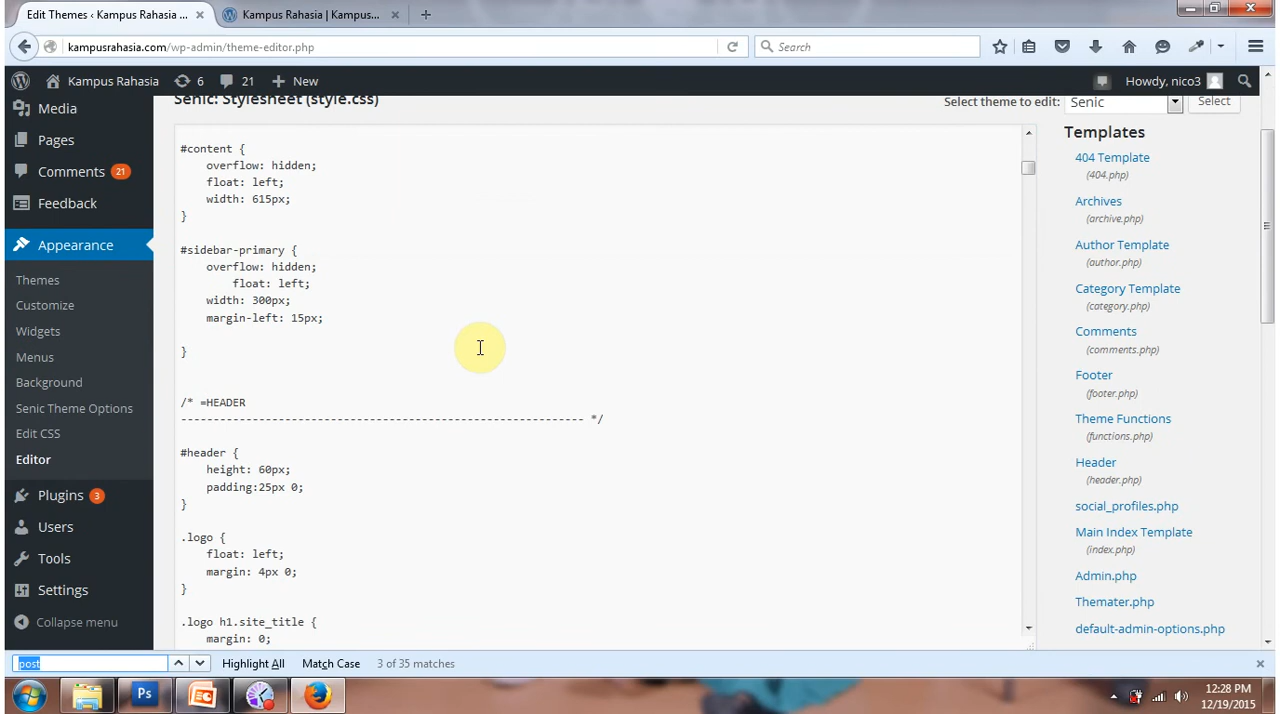 Edit Themes ‹ Kampus Rahasia ... ×
Kampus Rahasia | Kampus... × +
kampusrahasia.com/wp-admin/theme-editor.php
Search
Kampus Rahasia 6 21 + New
Howdy, nico3
Media
Pages
Comments 21
Feedback
Appearance
Themes
Customize
Widgets
Menus
Background
Senic Theme Options
Edit CSS
Editor
Plugins 3
Users
Tools
Settings
Collapse menu
Senic: Stylesheet (style.css)
Select theme to edit: Senic Select
#content {
overflow: hidden;
float: left;
width: 615px;
}
#sidebar-primary {
overflow: hidden;
float: left;
width: 300px;
margin-left: 15px;
}
/* =HEADER
-------------------------------------------------------------- */
#header {
height: 60px;
padding:25px 0;
}
.logo {
float: left;
margin: 4px 0;
}
.logo h1.site_title {
margin: 0;
Templates
404 Template
(404.php)
Archives
(archive.php)
Author Template
(author.php)
Category Template
(category.php)
Comments
(comments.php)
Footer
(footer.php)
Theme Functions
(functions.php)
Header
(header.php)
social_profiles.php
Main Index Template
(index.php)
Admin.php
Themater.php
default-admin-options.php
post
Highlight All Match Case 3 of 35 matches ×
Ps
12:28 PM
12/19/2015